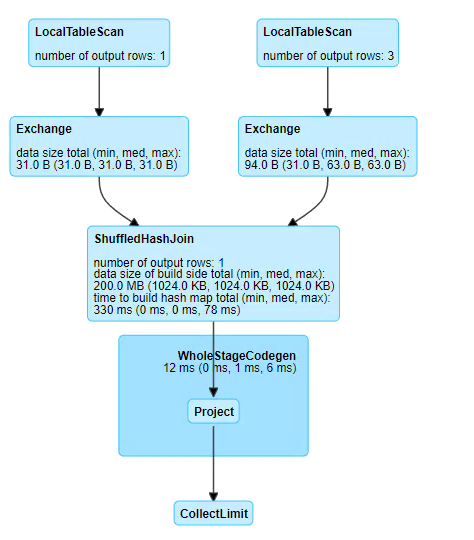 LocalTableScan
number of output rows: 1
LocalTableScan
number of output rows: 3
Exchange
data size total (min, med, max):
31.0 B (31.0 B, 31.0 B, 31.0 B)
Exchange
data size total (min, med, max):
94.0 B (31.0 B, 63.0 B, 63.0 B)
ShuffledHashJoin
number of output rows: 1
data size of build side total (min, med, max):
200.0 MB (1024.0 KB, 1024.0 KB, 1024.0 KB)
time to build hash map total (min, med, max):
330 ms (0 ms, 0 ms, 78 ms)
WholeStageCodegen
12 ms (0 ms, 1 ms, 6 ms)
Project
CollectLimit